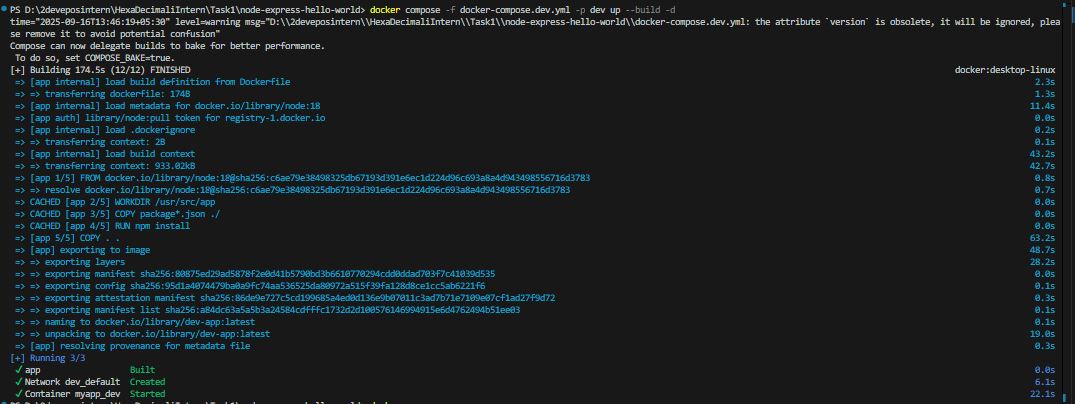 PS D:\2deveposintern\HexaDecimaliIntern\Task1\node-express-hello-world> docker compose -f docker-compose.dev.yml -p dev up --build -d
time="2025-09-16T13:46:19+05:30" level=warning msg="D:\\2deveposintern\\HexaDecimaliIntern\\Task1\\node-express-hello-world\\docker-compose.dev.yml: the attribute `version` is obsolete, it will be ignored, plea
se remove it to avoid potential confusion"
Compose can now delegate builds to bake for better performance.
 To do so, set COMPOSE_BAKE=true.
[+] Building 174.5s (12/12) FINISHED docker:desktop-linux
 => [app internal] load build definition from Dockerfile 2.3s
 => => transferring dockerfile: 174B 1.3s
 => [app internal] load metadata for docker.io/library/node:18 11.4s
 => [app auth] library/node:pull token for registry-1.docker.io 0.0s
 => [app internal] load .dockerignore 0.2s
 => => transferring context: 2B 0.1s
 => [app internal] load build context 43.2s
 => => transferring context: 933.02kB 42.7s
 => [app 1/5] FROM docker.io/library/node:18@sha256:c6ae79e38498325db67193d391e6ec1d224d96c693a8a4d943498556716d3783 0.8s
 => => resolve docker.io/library/node:18@sha256:c6ae79e38498325db67193d391e6ec1d224d96c693a8a4d943498556716d3783 0.7s
 => CACHED [app 2/5] WORKDIR /usr/src/app 0.0s
 => CACHED [app 3/5] COPY package*.json ./ 0.0s
 => CACHED [app 4/5] RUN npm install 0.0s
 => [app 5/5] COPY . . 63.2s
 => [app] exporting to image 48.7s
 => => exporting layers 28.2s
 => => exporting manifest sha256:80875ed29ad5878f2e0d41b5790bd3b6610770294cdd0ddad703f7c41039d535 0.0s
 => => exporting config sha256:95d1a4074479ba0a9fc74aa536525da80972a515f39fa128d8ce1cc5ab6221f6 0.1s
 => => exporting attestation manifest sha256:86de9e727c5cd199685a4ed0d136e9b07011c3ad7b71e7109e07cf1ad27f9d72 0.3s
 => => exporting manifest list sha256:a84dc63a5a5b3a24584cdfffc1732d2d100576146994915e6d4762494b51ee03 0.1s
 => => naming to docker.io/library/dev-app:latest 0.1s
 => => unpacking to docker.io/library/dev-app:latest 19.0s
 => [app] resolving provenance for metadata file 0.3s
[+] Running 3/3
 ✔ app Built 0.0s
 ✔ Network dev_default Created 6.1s
 ✔ Container myapp_dev Started 22.1s